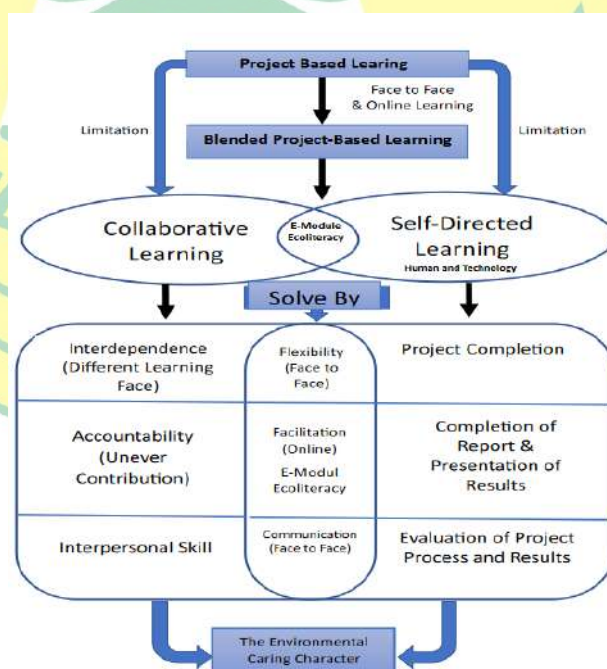 Project Based Learing
Face to Face
& Online Learning
Limitation
Limitation
Blended Project-Based Learning
Collaborative
Learning
E-Module
Ecoliteracy
Self-Directed
Learning
Human and Technology
Solve By
Interdependence
(Different Learning
Face)
Flexibility
(Face to
Face)
Project Completion
Accountability
(Unever
Contribution)
Facilitation
(Online)
E-Modul
Ecoliteracy
Completion of
Report &
Presentation of
Results
Interpersonal Skill
Communication
(Face to Face)
Evaluation of Project
Process and Results
The Environmental
Caring Character